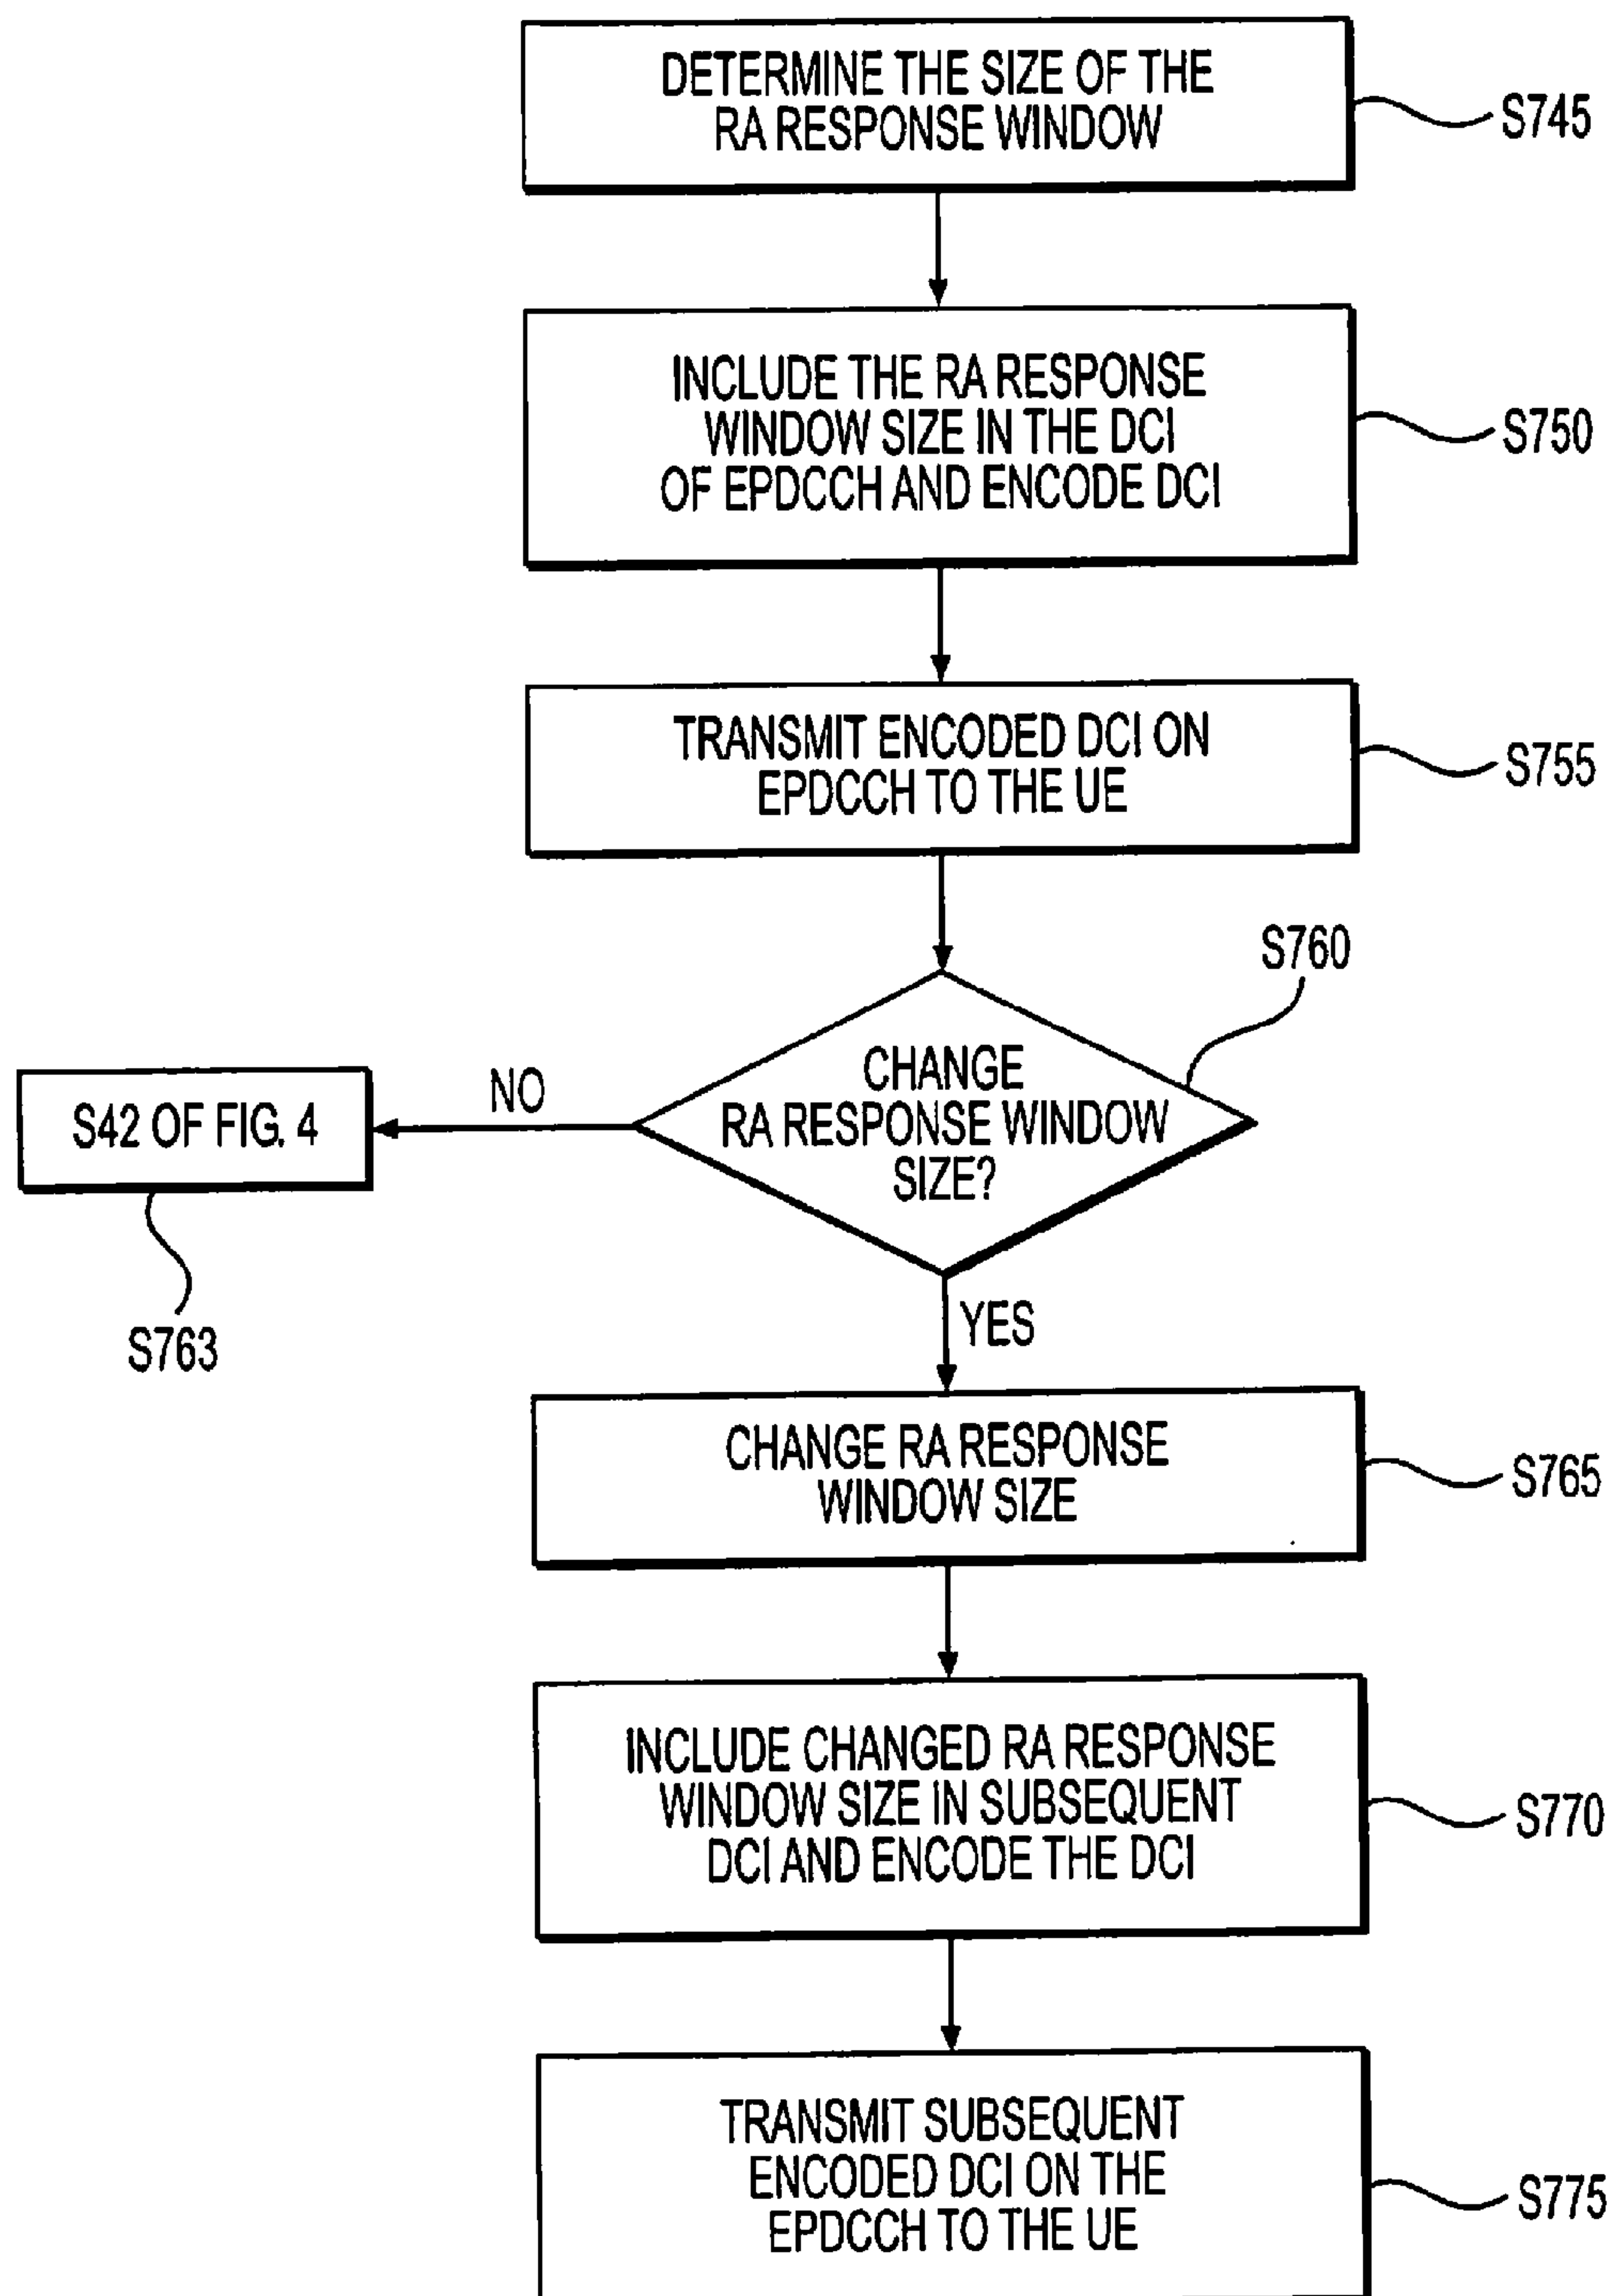 DETERMINE THE SIZE OF THE
RA RESPONSE WINDOW
S745
INCLUDE THE RA RESPONSE
WINDOW SIZE IN THE DCI
OF EPDCCH AND ENCODE DCI
S750
TRANSMIT ENCODED DCI ON
EPDCCH TO THE UE
S755
S760
CHANGE
RA RESPONSE WINDOW
SIZE?
NO
S42 OF FIG. 4
S763
YES
CHANGE RA RESPONSE
WINDOW SIZE
S765
INCLUDE CHANGED RA RESPONSE
WINDOW SIZE IN SUBSEQUENT
DCI AND ENCODE THE DCI
S770
TRANSMIT SUBSEQUENT
ENCODED DCI ON THE
EPDCCH TO THE UE
S775